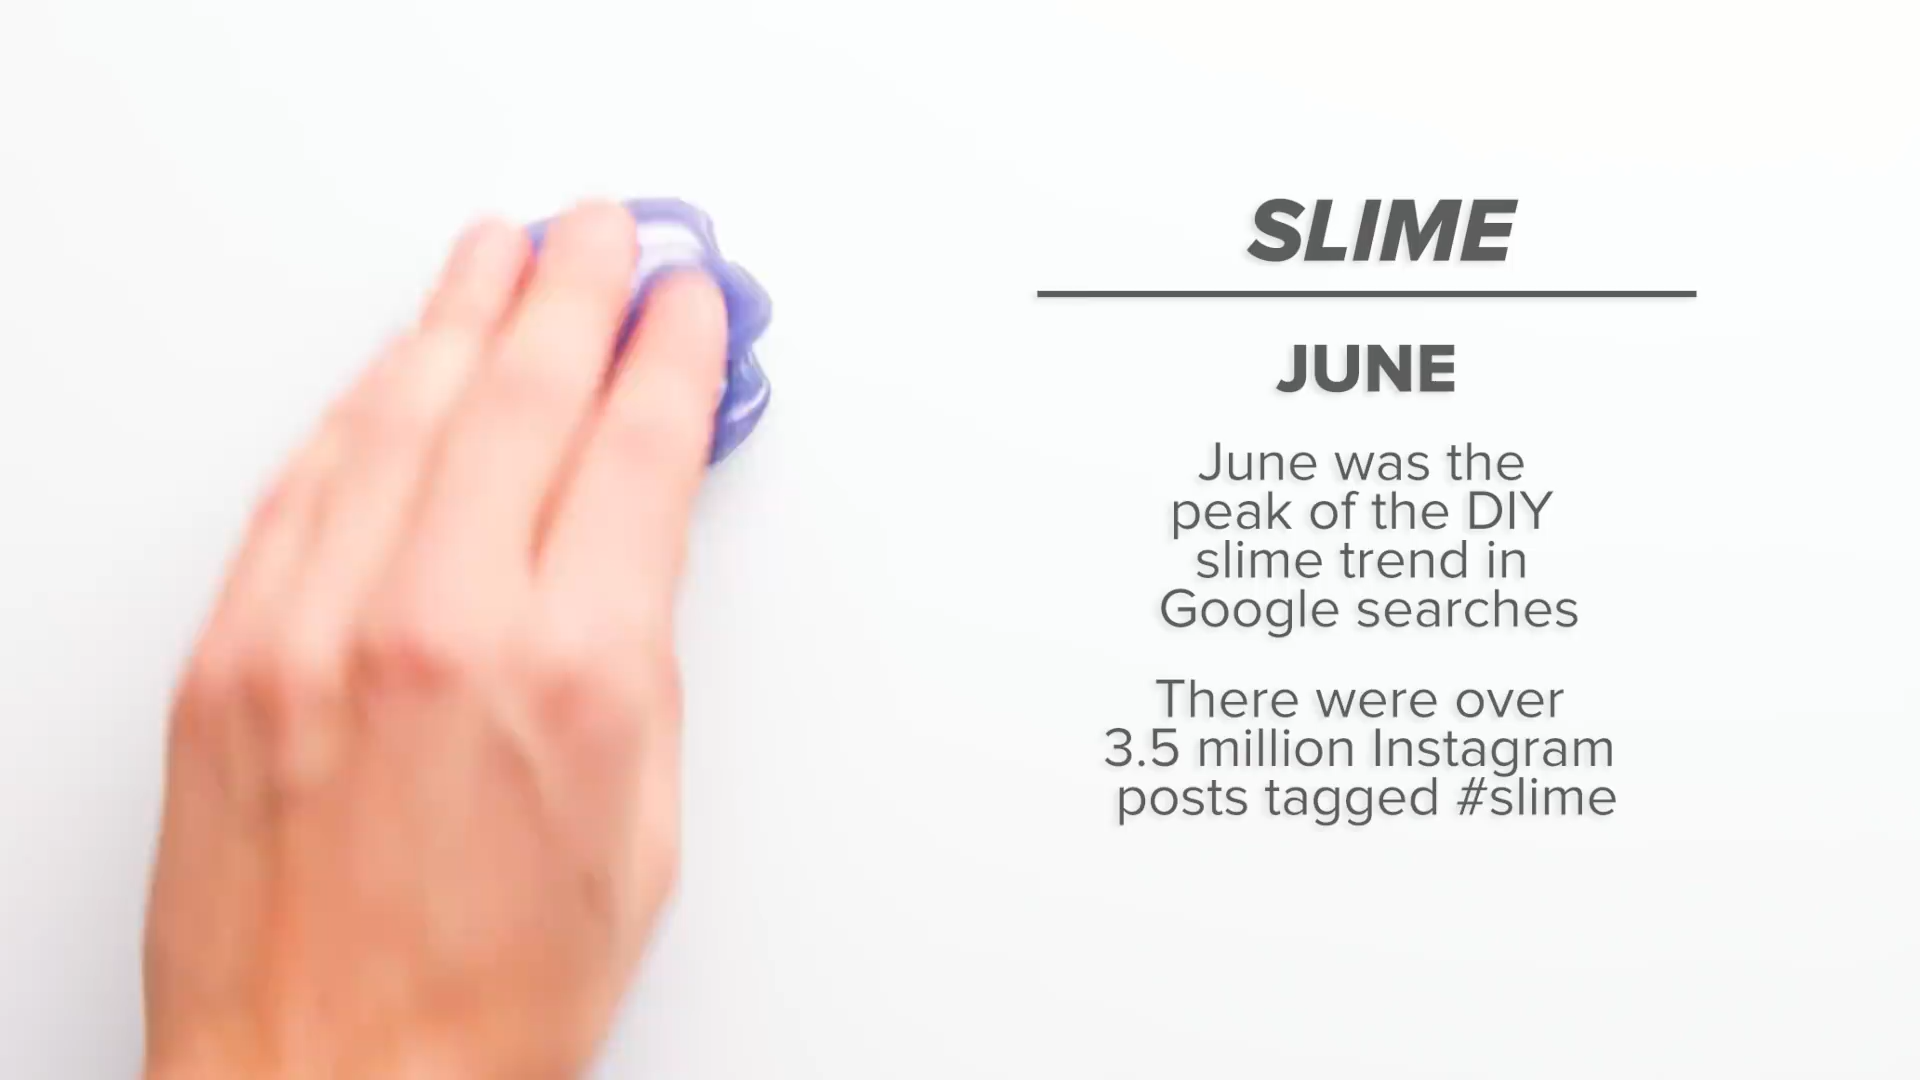 SLIME
JUNE
June was the
peak of the DIY
slime trend in
Google searches
There were over
3.5 million Instagram
posts tagged #slime